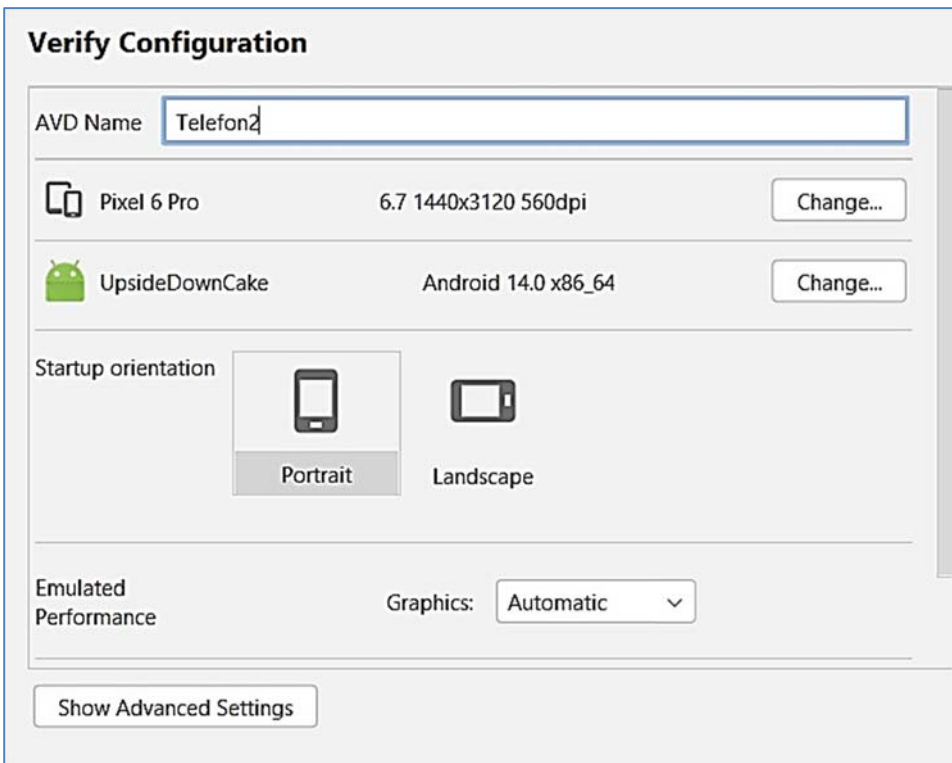 Verify Configuration
AVD Name Telefon2
Pixel 6 Pro 6.7 1440x3120 560dpi Change...
UpsideDownCake Android 14.0 x86_64 Change...
Startup orientation
Portrait Landscape
Emulated
Performance
Graphics: Automatic
Show Advanced Settings